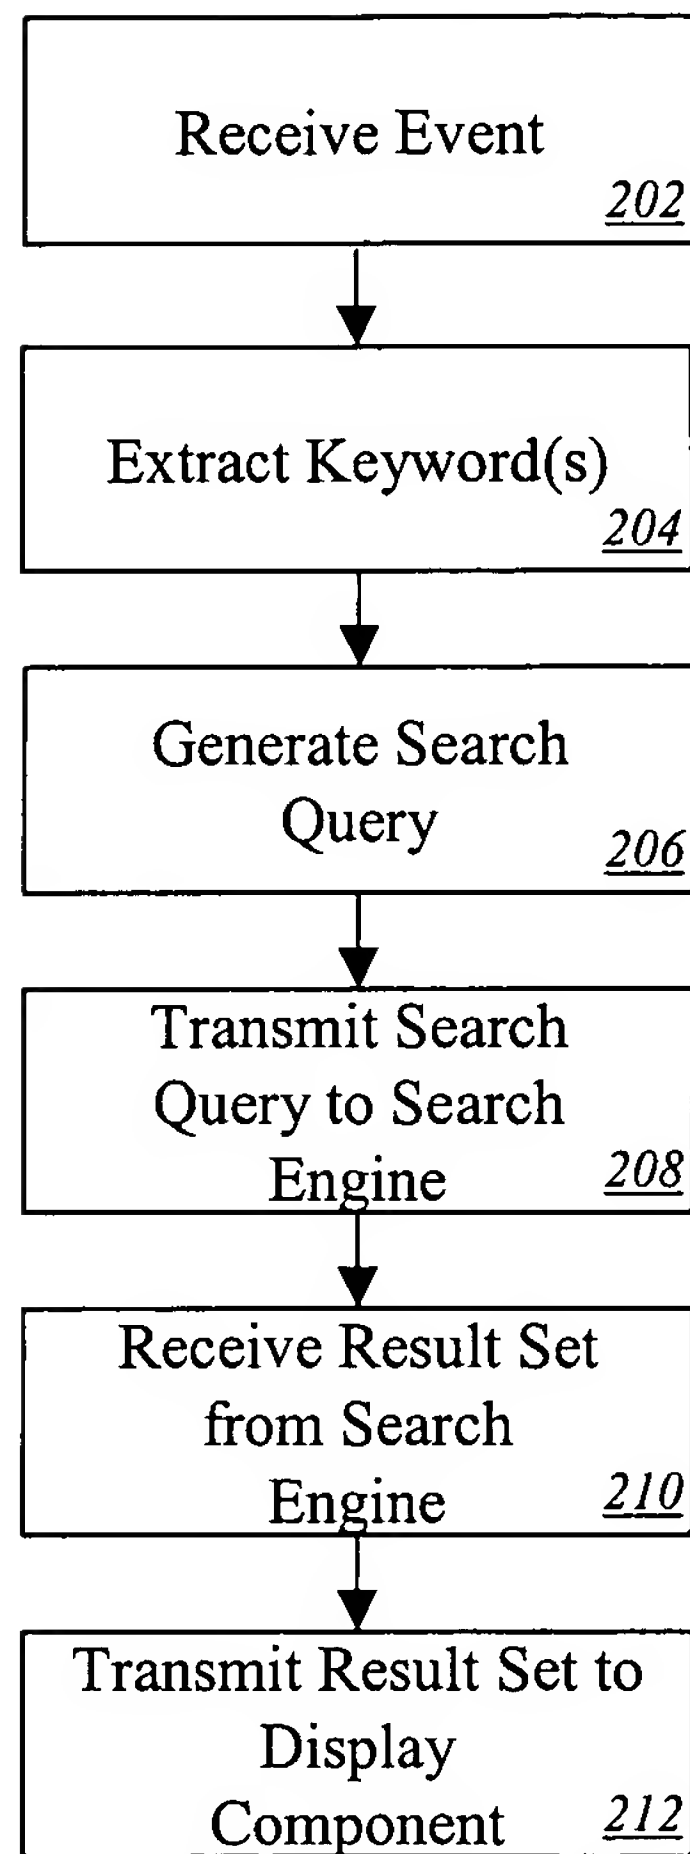 Receive Event
202
Extract Keyword(s)
204
Generate Search
Query
206
Transmit Search
Query to Search
Engine
208
Receive Result Set
from Search
Engine
210
Transmit Result Set to
Display
Component
212